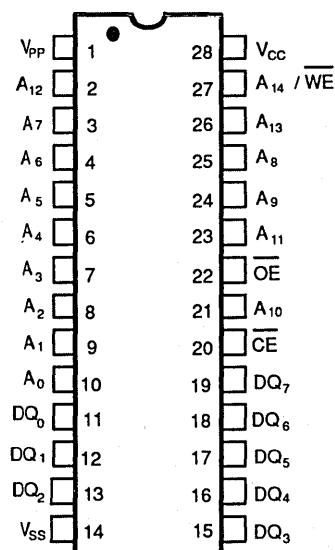 VPP 1 28 VCC
A12 2 27 A14 / WE
A7 3 26 A13
A6 4 25 A8
A5 5 24 A9
A4 6 23 A11
A3 7 22 OE
A2 8 21 A10
A1 9 20 CE
A0 10 19 DQ7
DQ0 11 18 DQ6
DQ1 12 17 DQ5
DQ2 13 16 DQ4
VSS 14 15 DQ3